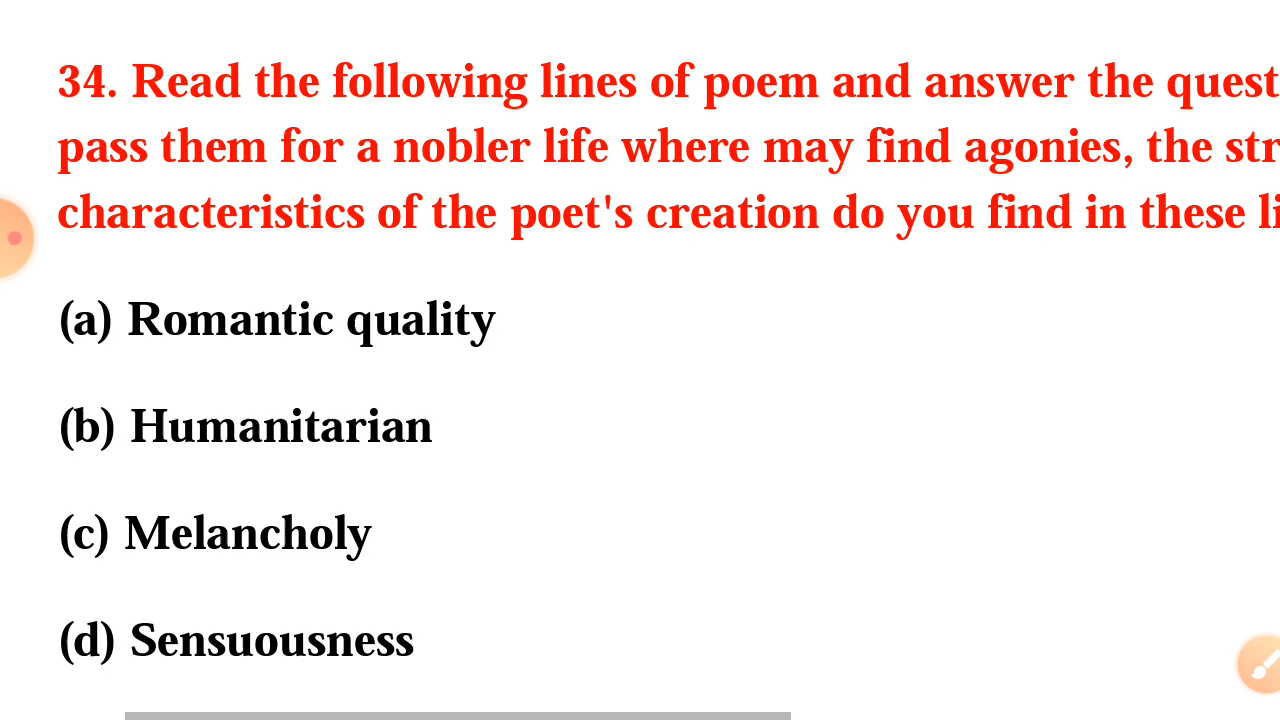 34. Read the following lines of poem and answer the quest
pass them for a nobler life where may find agonies, the str
characteristics of the poet's creation do you find in these li
(a) Romantic quality
(b) Humanitarian
(c) Melancholy
(d) Sensuousness